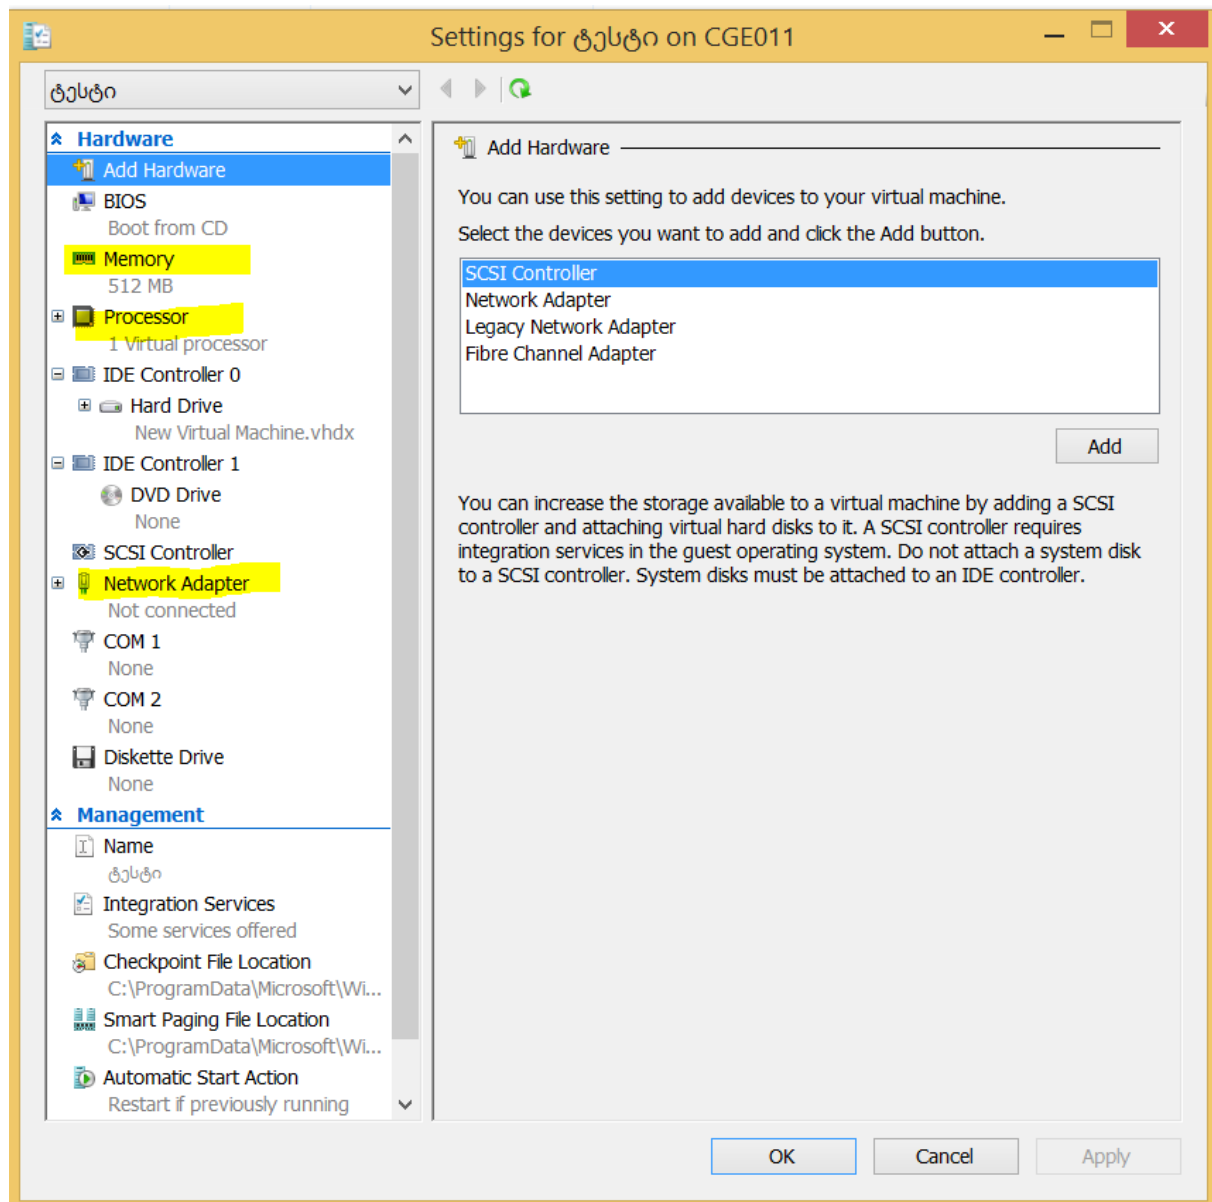 Settings for ტესტი on CGE011
ტესტი
Hardware
Add Hardware
BIOS
Boot from CD
Memory
512 MB
Processor
1 Virtual processor
IDE Controller 0
Hard Drive
New Virtual Machine.vhdx
IDE Controller 1
DVD Drive
None
SCSI Controller
Network Adapter
Not connected
COM 1
None
COM 2
None
Diskette Drive
None
Management
Name
ტესტი
Integration Services
Some services offered
Checkpoint File Location
C:\ProgramData\Microsoft\Wi...
Smart Paging File Location
C:\ProgramData\Microsoft\Wi...
Automatic Start Action
Restart if previously running
Add Hardware
You can use this setting to add devices to your virtual machine.
Select the devices you want to add and click the Add button.
SCSI Controller
Network Adapter
Legacy Network Adapter
Fibre Channel Adapter
Add
You can increase the storage available to a virtual machine by adding a SCSI
controller and attaching virtual hard disks to it. A SCSI controller requires
integration services in the guest operating system. Do not attach a system disk
to a SCSI controller. System disks must be attached to an IDE controller.
OK
Cancel
Apply